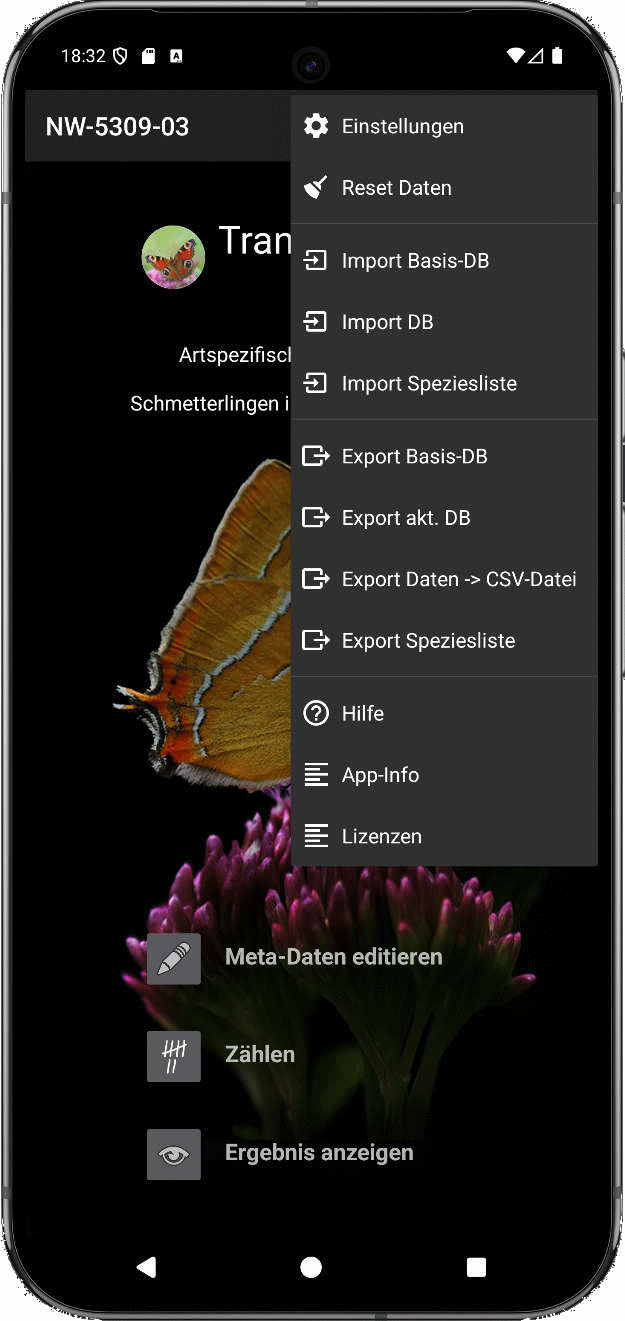 18:32
NW-5309-03
Einstellungen
Reset Daten
Import Basis-DB
Import DB
Import Speziesliste
Export Basis-DB
Export akt. DB
Export Daten -> CSV-Datei
Export Speziesliste
Hilfe
App-Info
Lizenzen
Tran
Artspezifisc
Schmetterlingen i
Meta-Daten editieren
Zählen
Ergebnis anzeigen